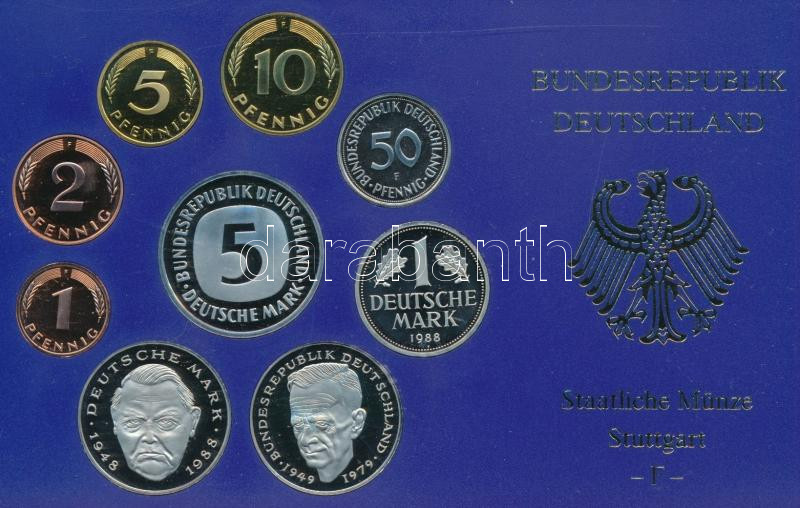 5
PFENNIG
F
10
PFENNIG
F
2
PFENNIG
F
BUNDESREPUBLIK DEUTSCHLAND
50
F
PFENNIG
1
PFENNIG
F
BUNDESREPUBLIK DEUTSCHLAND
5
DEUTSCHE MARK
1
DEUTSCHE
MARK
1988
DEUTSCHE MARK
1948 1988
BUNDESREPUBLIK DEUTSCHLAND
1949 1979
BUNDESREPUBLIK
DEUTSCHLAND
Staatliche Münze
Stuttgart
– F –
darabanth